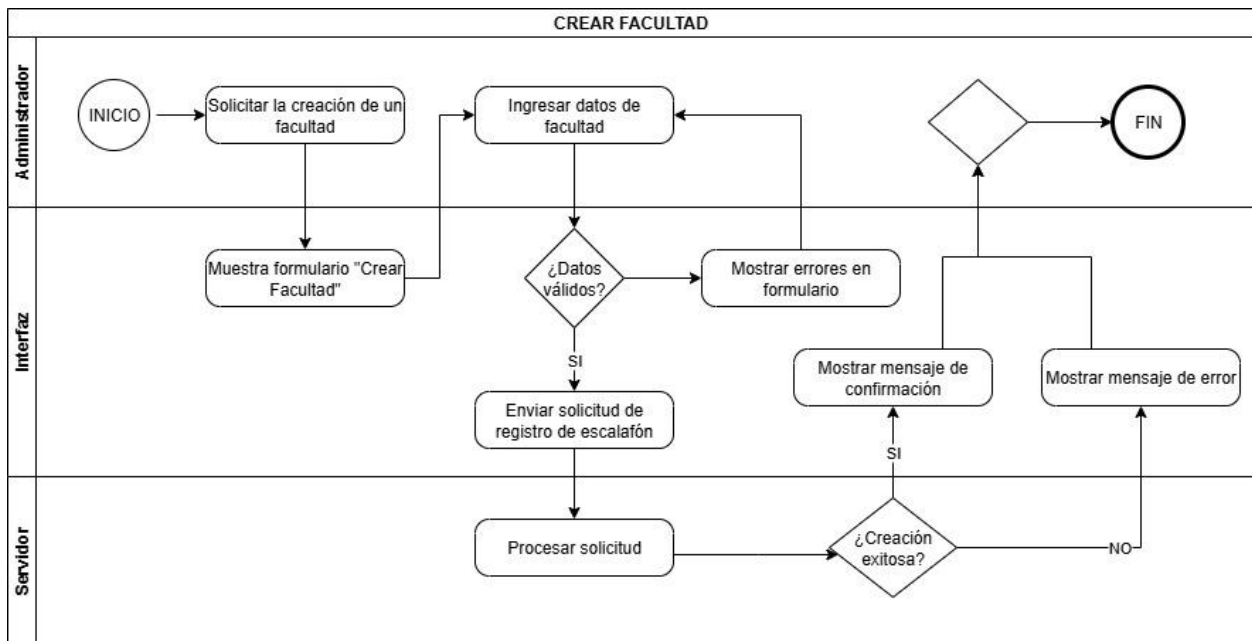 CREAR FACULTAD
Administrador
INICIO
Solicitar la creación de un
facultad
Ingresar datos de
facultad
FIN
Interfaz
Muestra formulario "Crear
Facultad"
¿Datos
válidos?
Mostrar errores en
formulario
SI
Mostrar mensaje de
confirmación
Mostrar mensaje de error
Enviar solicitud de
registro de escalafón
SI
Servidor
Procesar solicitud
¿Creación
exitosa?
NO